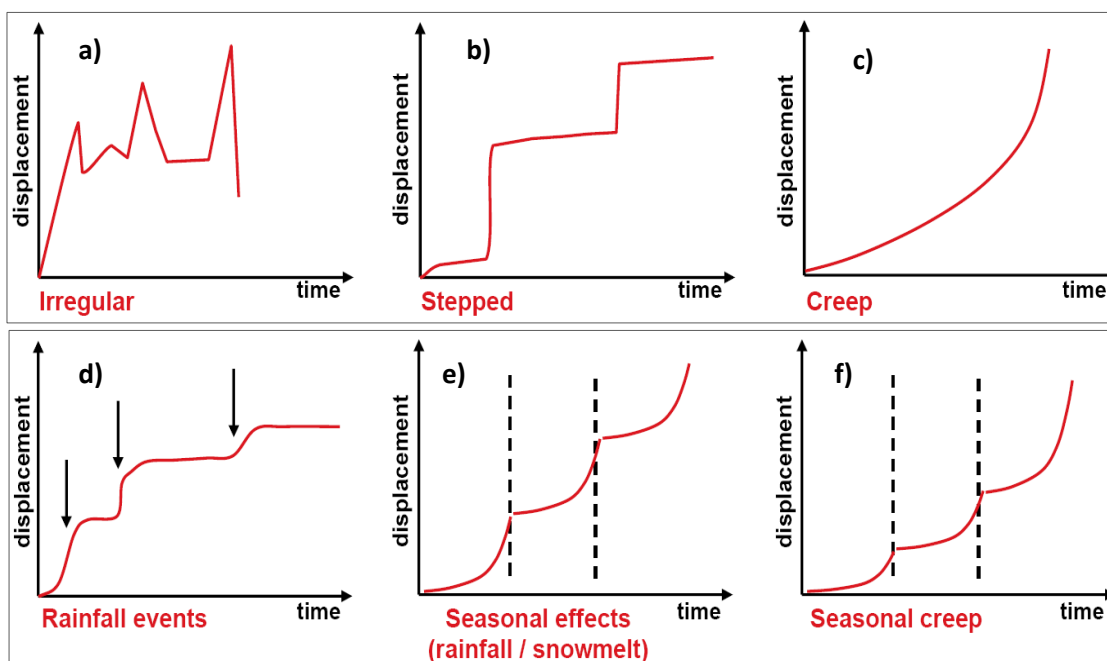 a)
displacement
time
Irregular
b)
displacement
time
Stepped
c)
displacement
time
Creep
d)
displacement
time
Rainfall events
e)
displacement
time
Seasonal effects
(rainfall / snowmelt)
f)
displacement
time
Seasonal creep